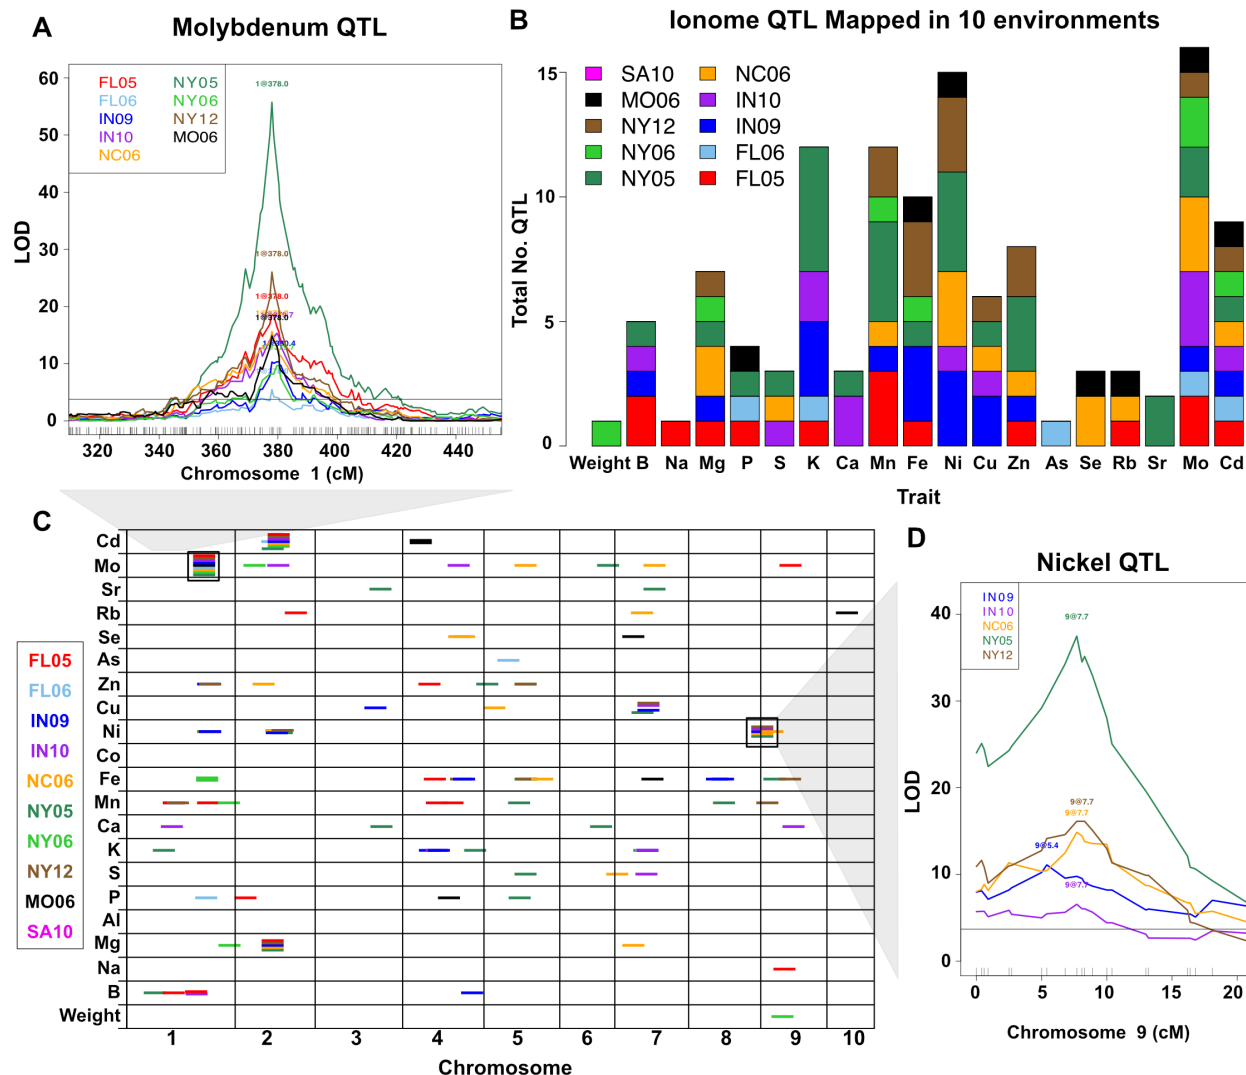 A
Molybdenum QTL
FL05 NY05
FL06 NY06
IN09 NY12
IN10 MO06
NC06
1@378.0
1@378.0
1@378.0
1@378.0
LOD
60
50
40
30
20
10
0
320 340 360 380 400 420 440
Chromosome 1 (cM)
B
Ionome QTL Mapped in 10 environments
SA10 NC06
MO06 IN10
NY12 IN09
NY06 FL06
NY05 FL05
Total No. QTL
15
10
5
0
Weight B Na Mg P S K Ca Mn Fe Ni Cu Zn As Se Rb Sr Mo Cd
Trait
C
FL05
FL06
IN09
IN10
NC06
NY05
NY06
NY12
MO06
SA10
Cd
Mo
Sr
Rb
Se
As
Zn
Cu
Ni
Co
Fe
Mn
Ca
K
S
P
Al
Mg
Na
B
Weight
1 2 3 4 5 6 7 8 9 10
Chromosome
D
Nickel QTL
IN09
IN10
NC06
NY05
NY12
9@7.7
9@7.7
9@7.7
9@5.4
9@7.7
LOD
40
30
20
10
0
0 5 10 15 20
Chromosome 9 (cM)